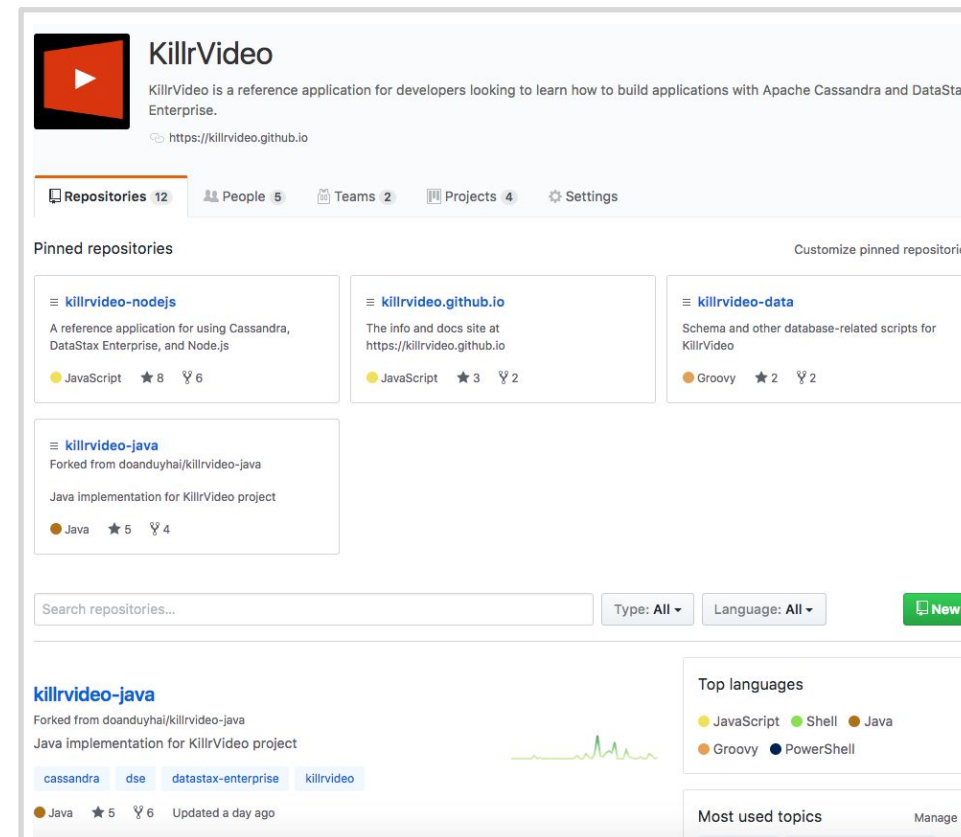 KillrVideo
KillrVideo is a reference application for developers looking to learn how to build applications with Apache Cassandra and DataSta
Enterprise.
https://killrvideo.github.io
Repositories 12 People 5 Teams 2 Projects 4 Settings
Pinned repositories Customize pinned repositorie
killrvideo-nodejs
A reference application for using Cassandra,
DataStax Enterprise, and Node.js
JavaScript 8 6
killrvideo.github.io
The info and docs site at
https://killrvideo.github.io
JavaScript 3 2
killrvideo-data
Schema and other database-related scripts for
KillrVideo
Groovy 2 2
killrvideo-java
Forked from doanduyhai/killrvideo-java
Java implementation for KillrVideo project
Java 5 4
Search repositories... Type: All Language: All New
killrvideo-java
Forked from doanduyhai/killrvideo-java
Java implementation for KillrVideo project
cassandra dse datastax-enterprise killrvideo
Java 5 6 Updated a day ago
Top languages
JavaScript Shell Java
Groovy PowerShell
Most used topics Manage